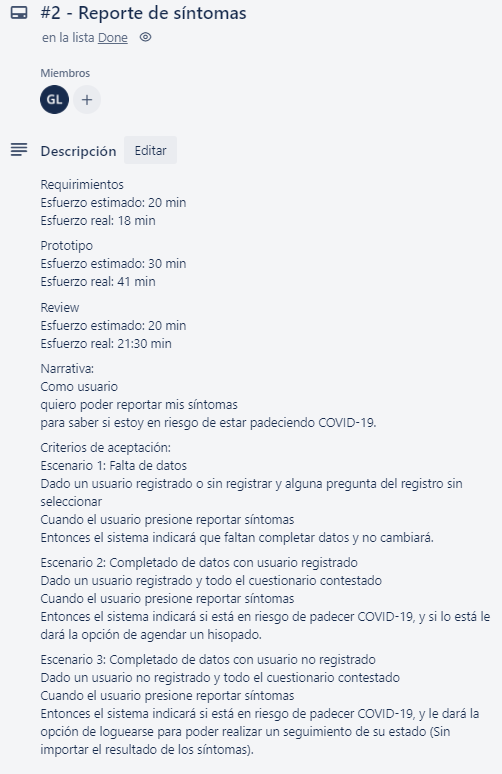 #2 - Reporte de síntomas
en la lista Done
Miembros
GL +
Descripción Editar
Requirimientos
Esfuerzo estimado: 20 min
Esfuerzo real: 18 min
Prototipo
Esfuerzo estimado: 30 min
Esfuerzo real: 41 min
Review
Esfuerzo estimado: 20 min
Esfuerzo real: 21:30 min
Narrativa:
Como usuario
quiero poder reportar mis síntomas
para saber si estoy en riesgo de estar padeciendo COVID-19.
Criterios de aceptación:
Escenario 1: Falta de datos
Dado un usuario registrado o sin registrar y alguna pregunta del registro sin
seleccionar
Cuando el usuario presione reportar síntomas
Entonces el sistema indicará que faltan completar datos y no cambiará.
Escenario 2: Completado de datos con usuario registrado
Dado un usuario registrado y todo el cuestionario contestado
Cuando el usuario presione reportar síntomas
Entonces el sistema indicará si está en riesgo de padecer COVID-19, y si lo está le
dará la opción de agendar un hisopado.
Escenario 3: Completado de datos con usuario no registrado
Dado un usuario no registrado y todo el cuestionario contestado
Cuando el usuario presione reportar síntomas
Entonces el sistema indicará si está en riesgo de padecer COVID-19, y le dará la
opción de loguearse para poder realizar un seguimiento de su estado (Sin
importar el resultado de los síntomas).